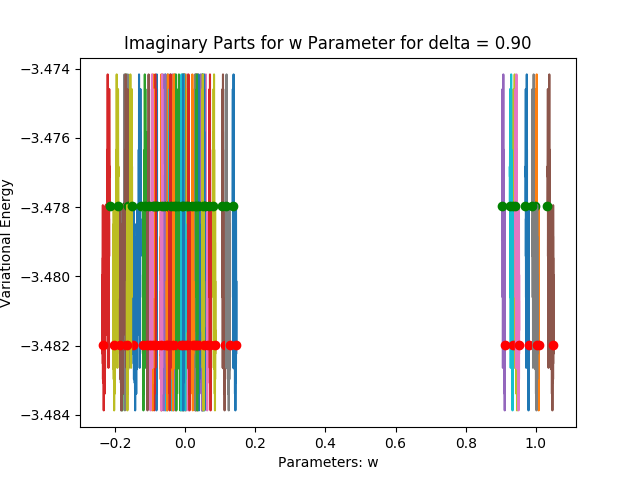 Imaginary Parts for w Parameter for delta = 0.90
Variational Energy
−3.474
−3.476
−3.478
−3.480
−3.482
−3.484
−0.2 0.0 0.2 0.4 0.6 0.8 1.0
Parameters: w